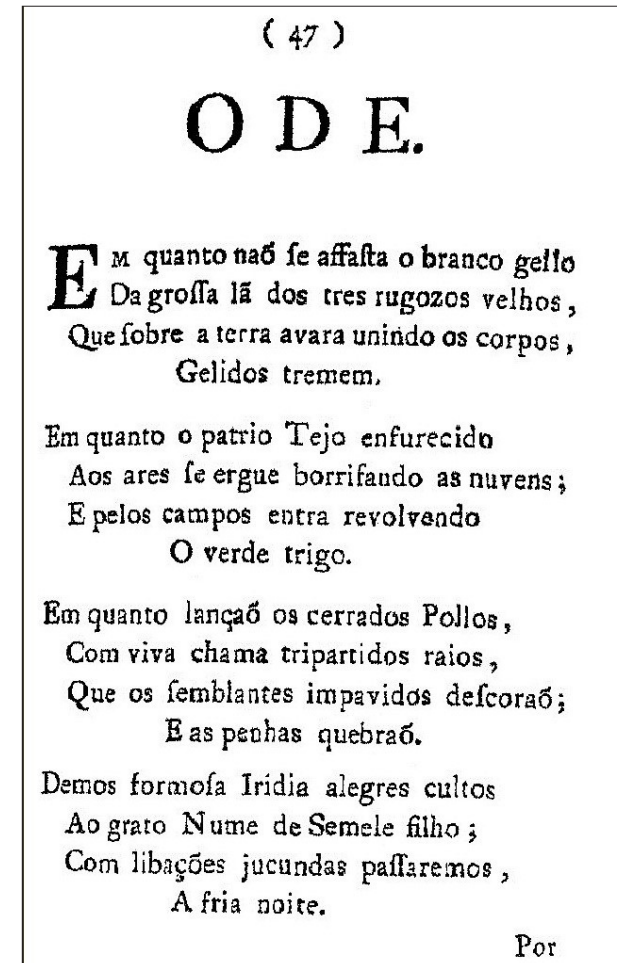 ( 47 )
O D E.
EM quanto naõ ſe affaſta o branco gello
Da groſſa lã dos tres rugozos velhos,
Que ſobre a terra avara unindo os corpos,
Gelidos tremem.
Em quanto o patrio Tejo enfurecido
Aos ares ſe ergue borrifando as nuvens;
E pelos campos entra revolvendo
O verde trigo.
Em quanto lançaõ os cerrados Pollos,
Com viva chama tripartidos raios,
Que os ſemblantes impavidos deſcoraõ;
E as penhas quebraõ.
Demos formoſa Iridia alegres cultos
Ao grato Nume de Semele filho;
Com libações jucundas paſſaremos,
A fria noite.
Por